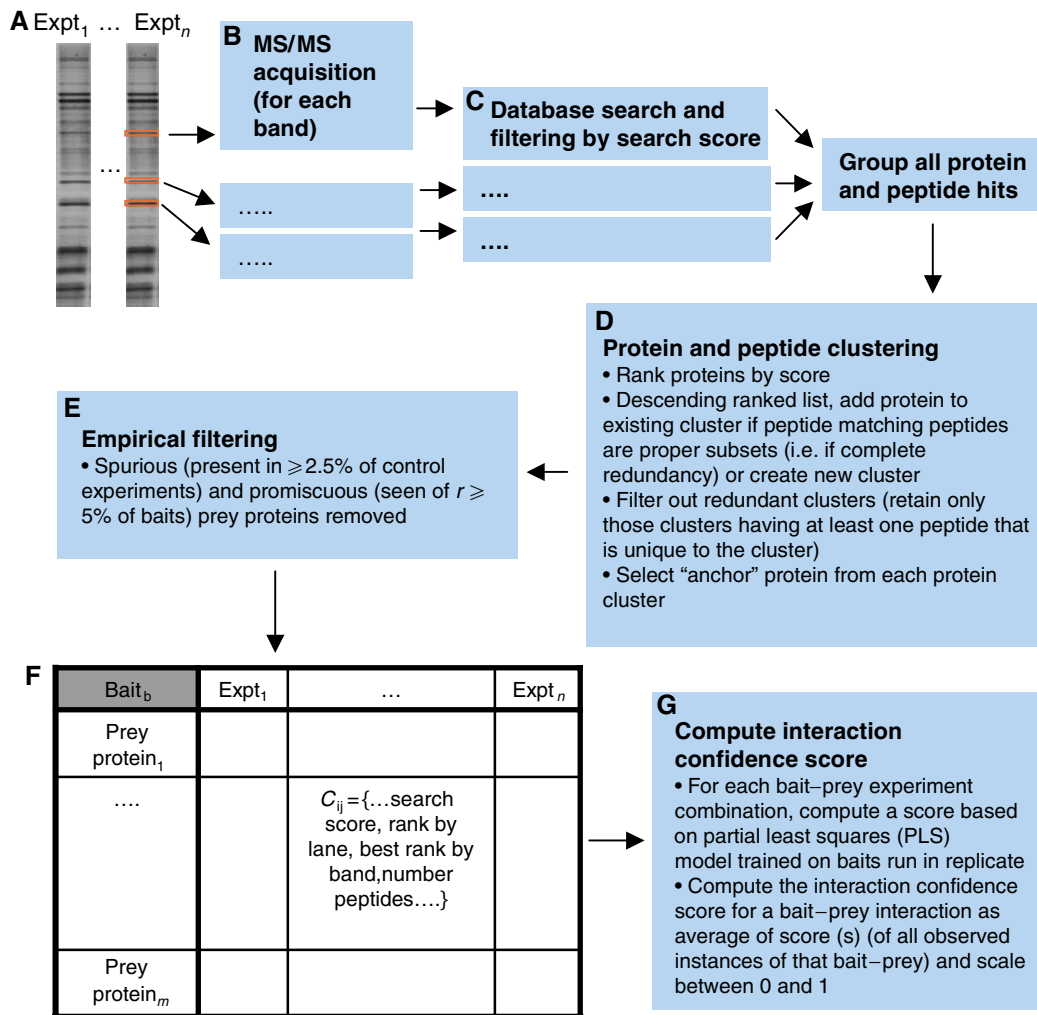 A Expt1 … Exptn
…
B
MS/MS
acquisition
(for each
band)
…..
…..
C
Database search and
filtering by search score
….
….
Group all protein
and peptide hits
D
Protein and peptide clustering
• Rank proteins by score
• Descending ranked list, add protein to
existing cluster if peptide matching peptides
are proper subsets (i.e. if complete
redundancy) or create new cluster
• Filter out redundant clusters (retain only
those clusters having at least one peptide that
is unique to the cluster)
• Select “anchor” protein from each protein
cluster
E
Empirical filtering
• Spurious (present in ≥2.5% of control
experiments) and promiscuous (seen of r ≥
5% of baits) prey proteins removed
F
Baitb Expt1 … Exptn
Prey
protein1
….
Cij={…search
score, rank by
lane, best rank by
band,number
peptides….}
Prey
proteinm
G
Compute interaction
confidence score
• For each bait–prey experiment
combination, compute a score based
on partial least squares (PLS)
model trained on baits run in replicate
• Compute the interaction confidence
score for a bait–prey interaction as
average of score (s) (of all observed
instances of that bait–prey) and scale
between 0 and 1